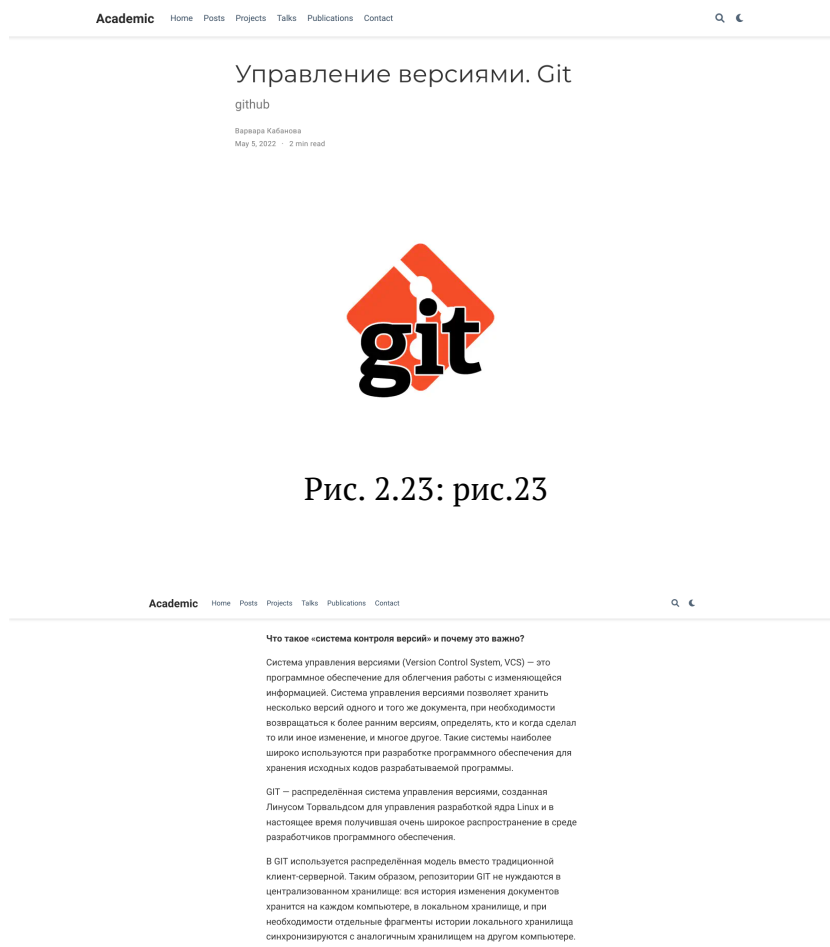 Academic Home Posts Projects Talks Publications Contact
Управление версиями. Git
github
Варвара Кабанова
May 5, 2022 · 2 min read
git
Рис. 2.23: рис.23
Academic Home Posts Projects Talks Publications Contact
Что такое «система контроля версий» и почему это важно?
Система управления версиями (Version Control System, VCS) — это
программное обеспечение для облегчения работы с изменяющейся
информацией. Система управления версиями позволяет хранить
несколько версий одного и того же документа, при необходимости
возвращаться к более ранним версиям, определять, кто и когда сделал
то или иное изменение, и многое другое. Такие системы наиболее
широко используются при разработке программного обеспечения для
хранения исходных кодов разрабатываемой программы.
GIT — распределённая система управления версиями, созданная
Линусом Торвальдсом для управления разработкой ядра Linux и в
настоящее время получившая очень широкое распространение в среде
разработчиков программного обеспечения.
В GIT используется распределённая модель вместо традиционной
клиент-серверной. Таким образом, репозитории GIT не нуждаются в
централизованном хранилище: вся история изменения документов
хранится на каждом компьютере, в локальном хранилище, и при
необходимости отдельные фрагменты истории локального хранилища
синхронизируются с аналогичным хранилищем на другом компьютере.